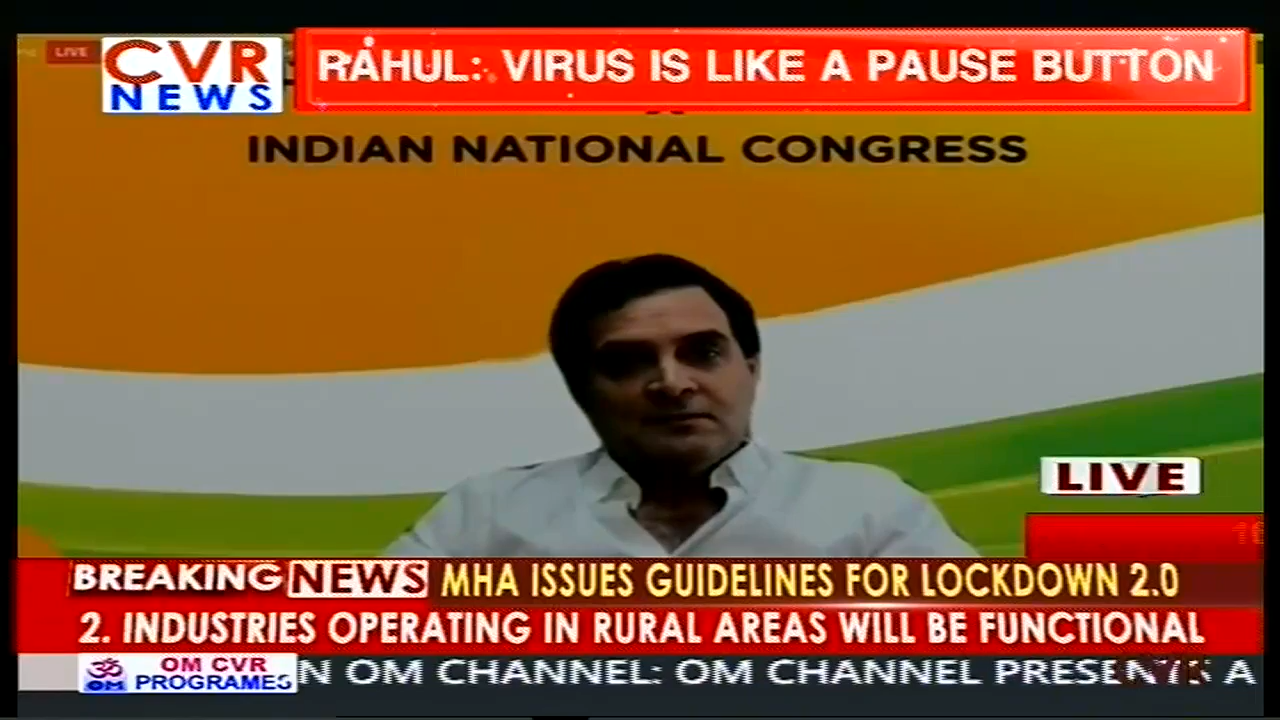 LIVE
CVR
NEWS
RAHUL: VIRUS IS LIKE A PAUSE BUTTON
INDIAN NATIONAL CONGRESS
LIVE
BREAKING NEWS MHA ISSUES GUIDELINES FOR LOCKDOWN 2.0
2. INDUSTRIES OPERATING IN RURAL AREAS WILL BE FUNCTIONAL
ॐ
OM
OM CVR
PROGRAMES
N OM CHANNEL: OM CHANNEL PRESENTS A